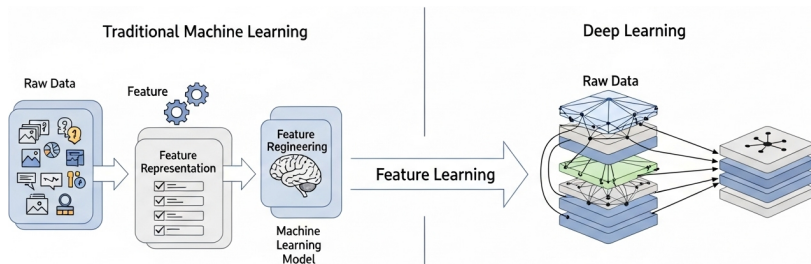 Traditional Machine Learning
Raw Data
Feature
Feature
Representation
Feature
Regineering
Machine
Learning
Model
Feature Learning
Deep Learning
Raw Data